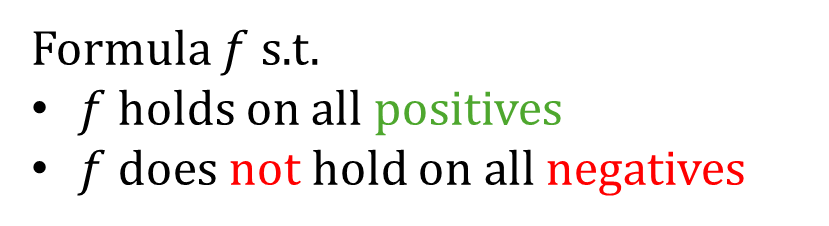 Formula f s.t.
• f holds on all positives
• f does not hold on all negatives